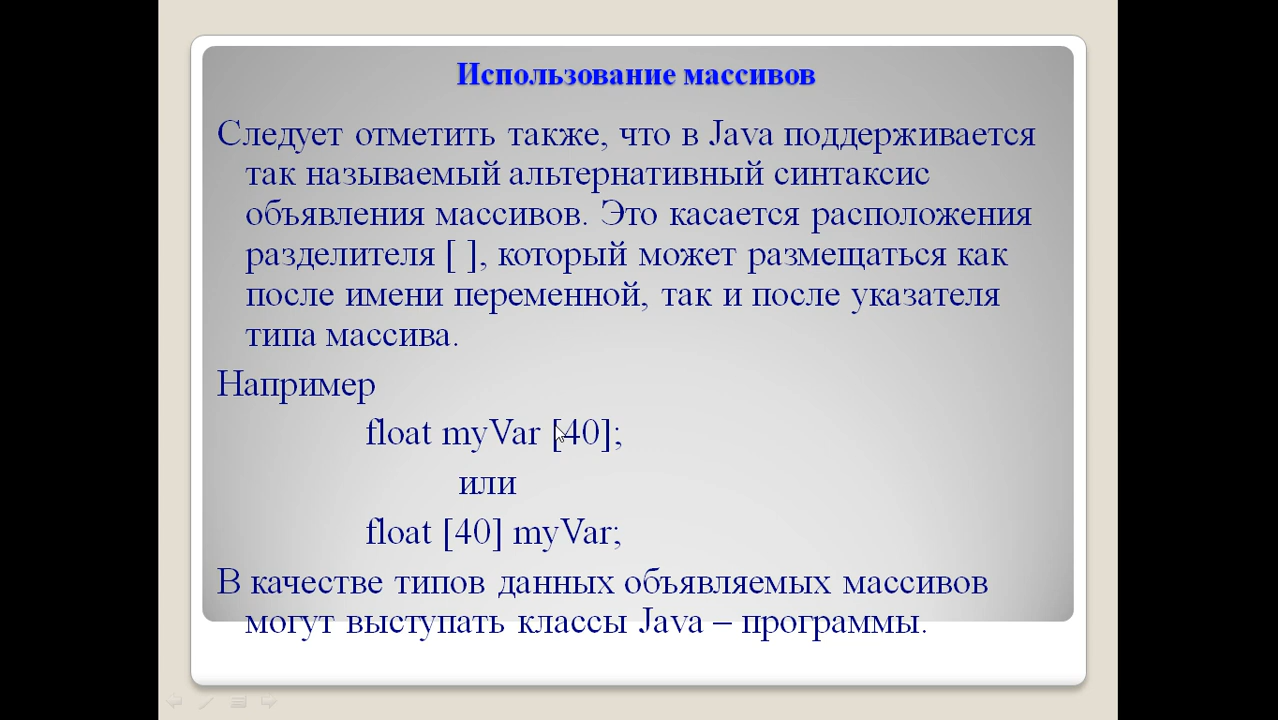 Использование массивов
Следует отметить также, что в Java поддерживается
так называемый альтернативный синтаксис
объявления массивов. Это касается расположения
разделителя [ ], который может размещаться как
после имени переменной, так и после указателя
типа массива.
Например
float myVar [40];
или
float [40] myVar;
В качестве типов данных объявляемых массивов
могут выступать классы Java – программы.